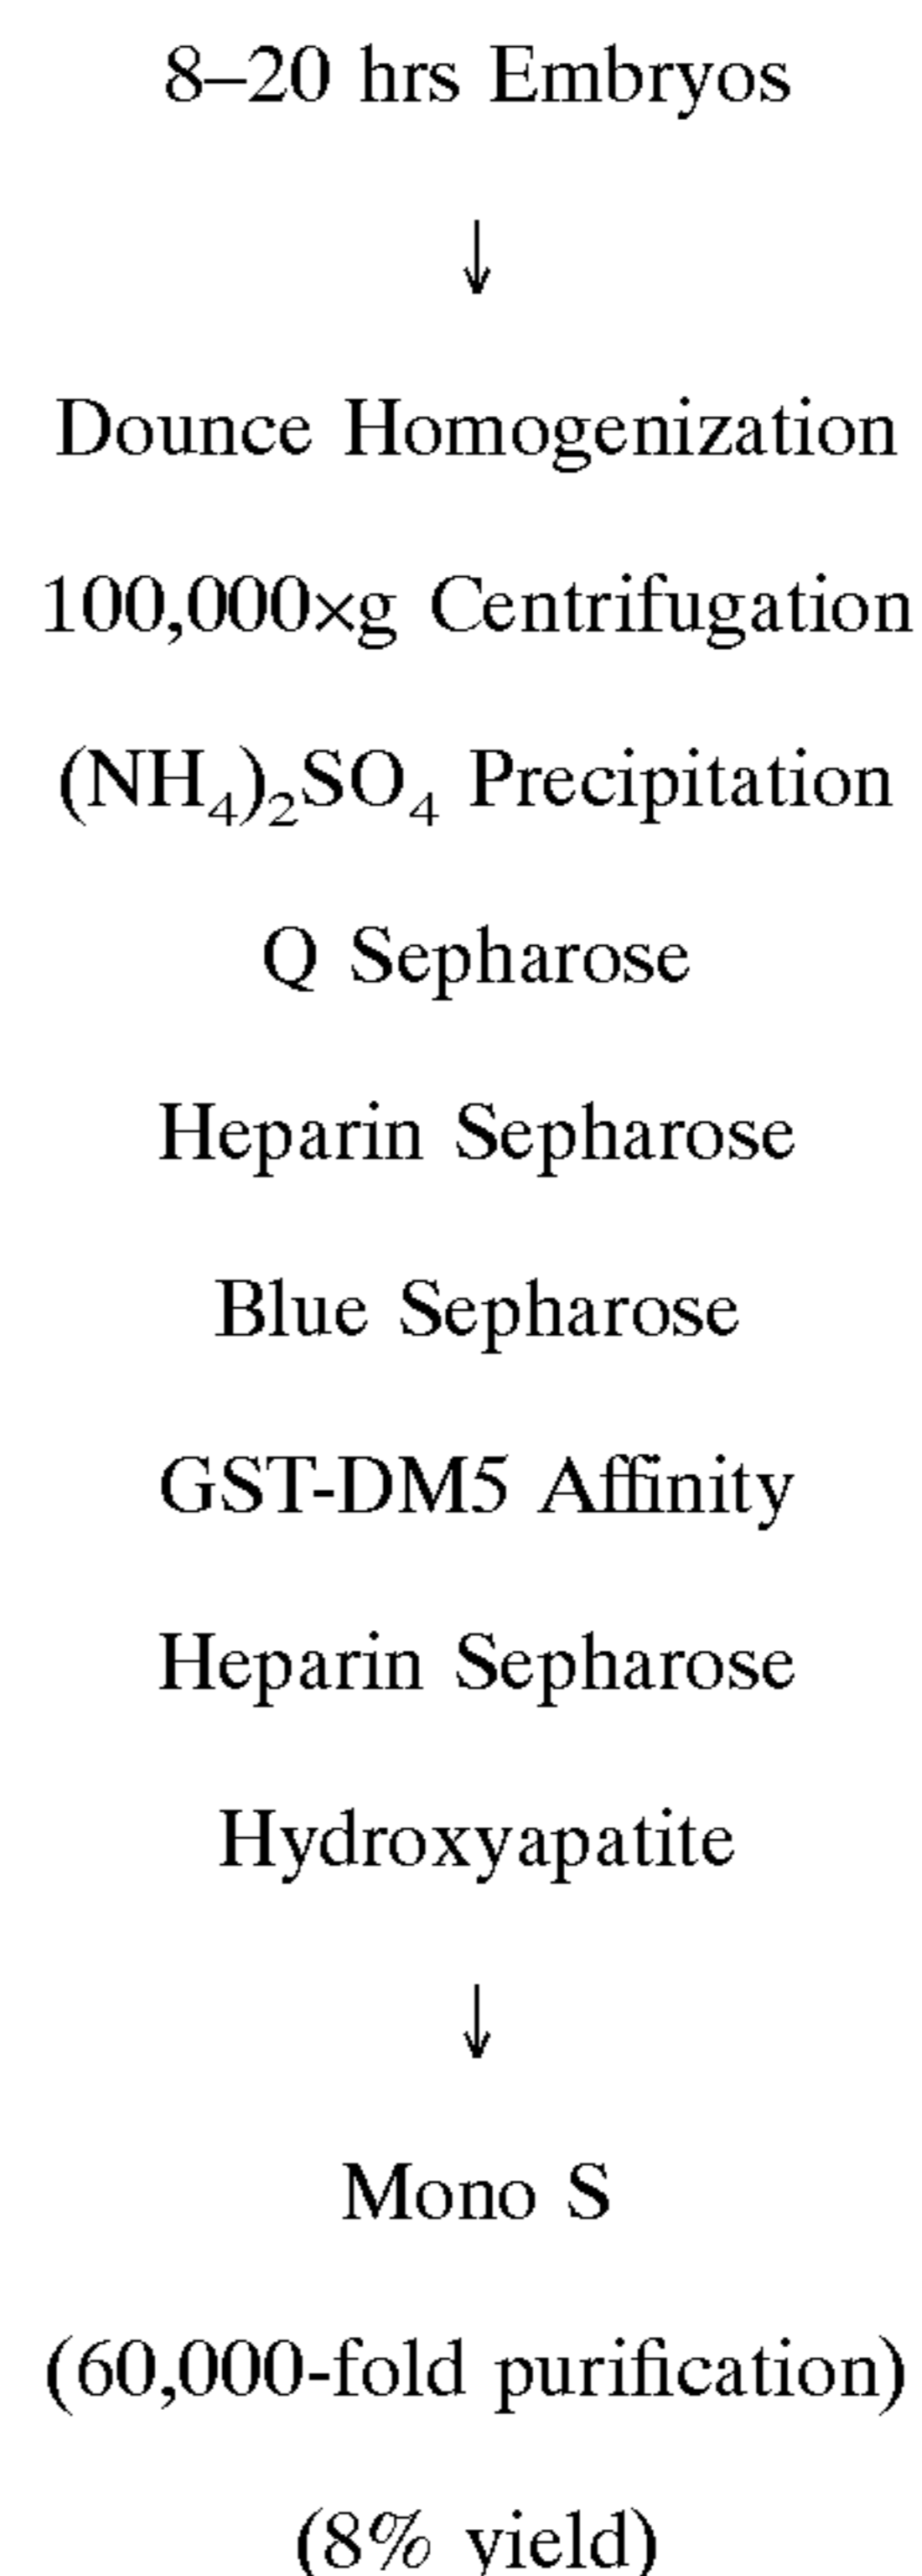 8–20 hrs Embryos
↓
Dounce Homogenization
100,000×g Centrifugation
(NH₄)₂SO₄ Precipitation
Q Sepharose
Heparin Sepharose
Blue Sepharose
GST-DM5 Affinity
Heparin Sepharose
Hydroxyapatite
↓
Mono S
(60,000-fold purification)
(8% yield)